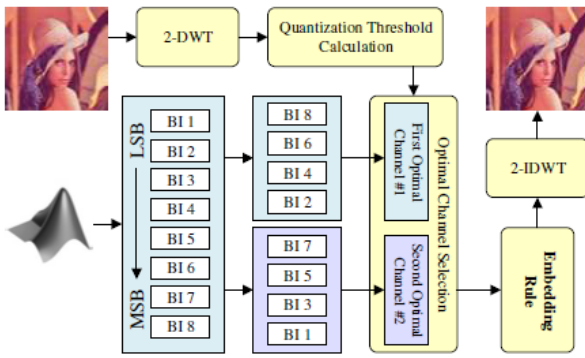 2-DWT
Quantization Threshold
Calculation
LSB
MSB
BI 1
BI 2
BI 3
BI 4
BI 5
BI 6
BI 7
BI 8
BI 8
BI 6
BI 4
BI 2
BI 7
BI 5
BI 3
BI 1
First Optimal
Channel #1
Second Optimal
Channel #2
Optimal Channel Selection
2-IDWT
Embedding
Rule